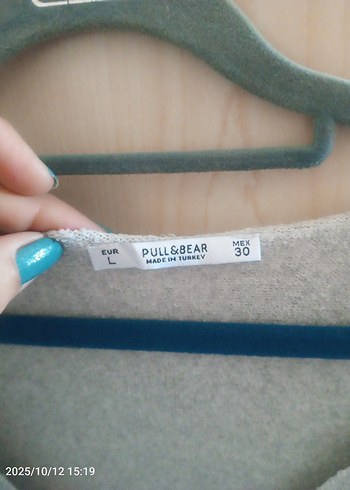 EUR
L
PULL&BEAR
MADE IN TURKEY
MEX
30
2025/10/12 15:19